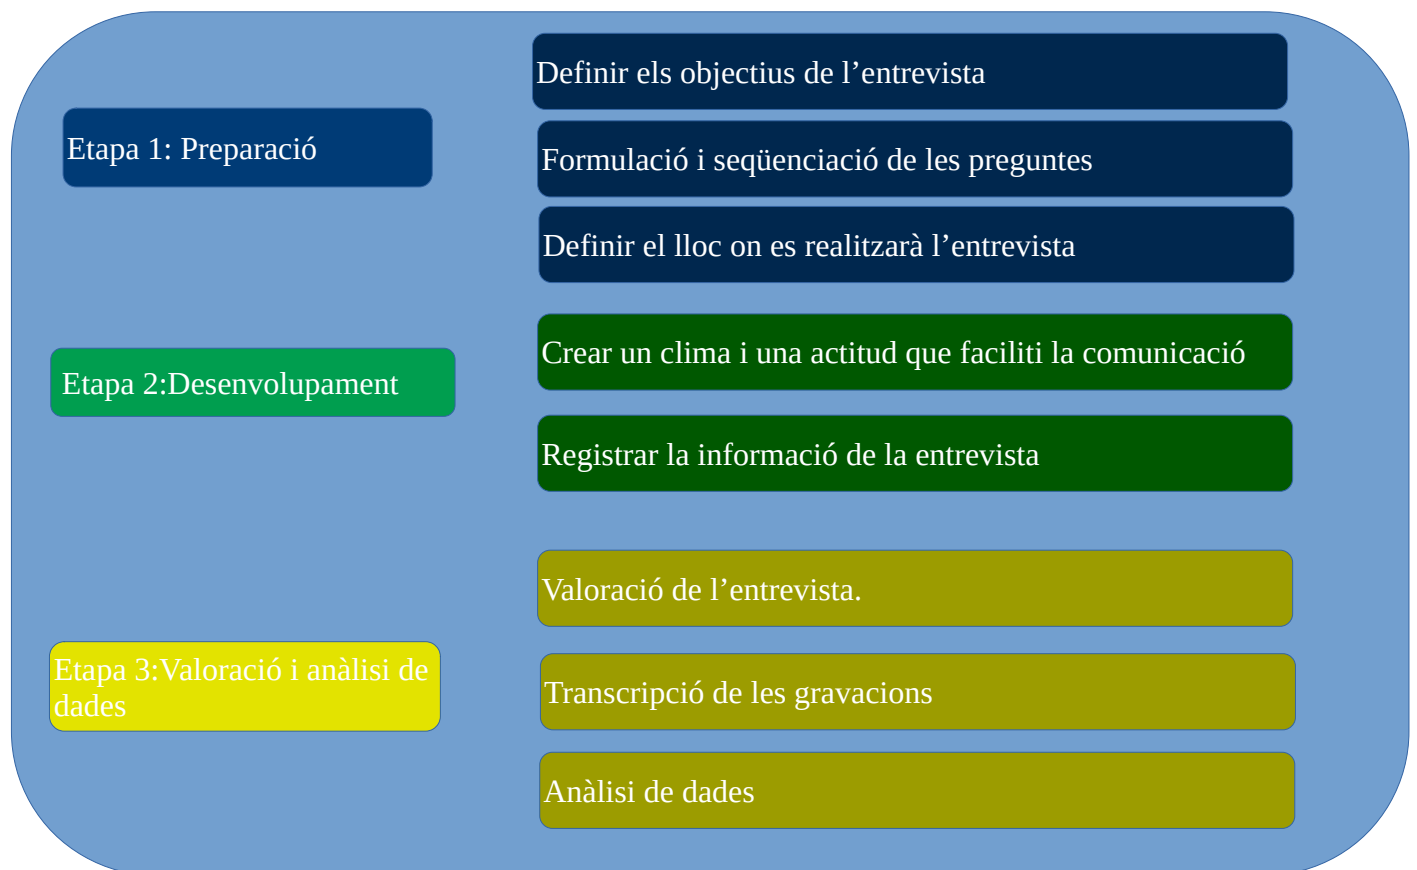 Etapa 1: Preparació
Definir els objectius de l’entrevista
Formulació i seqüenciació de les preguntes
Definir el lloc on es realitzarà l’entrevista
Etapa 2:Desenvolupament
Crear un clima i una actitud que faciliti la comunicació
Registrar la informació de la entrevista
Etapa 3:Valoració i anàlisi de
dades
Valoració de l’entrevista.
Transcripció de les gravacions
Anàlisi de dades